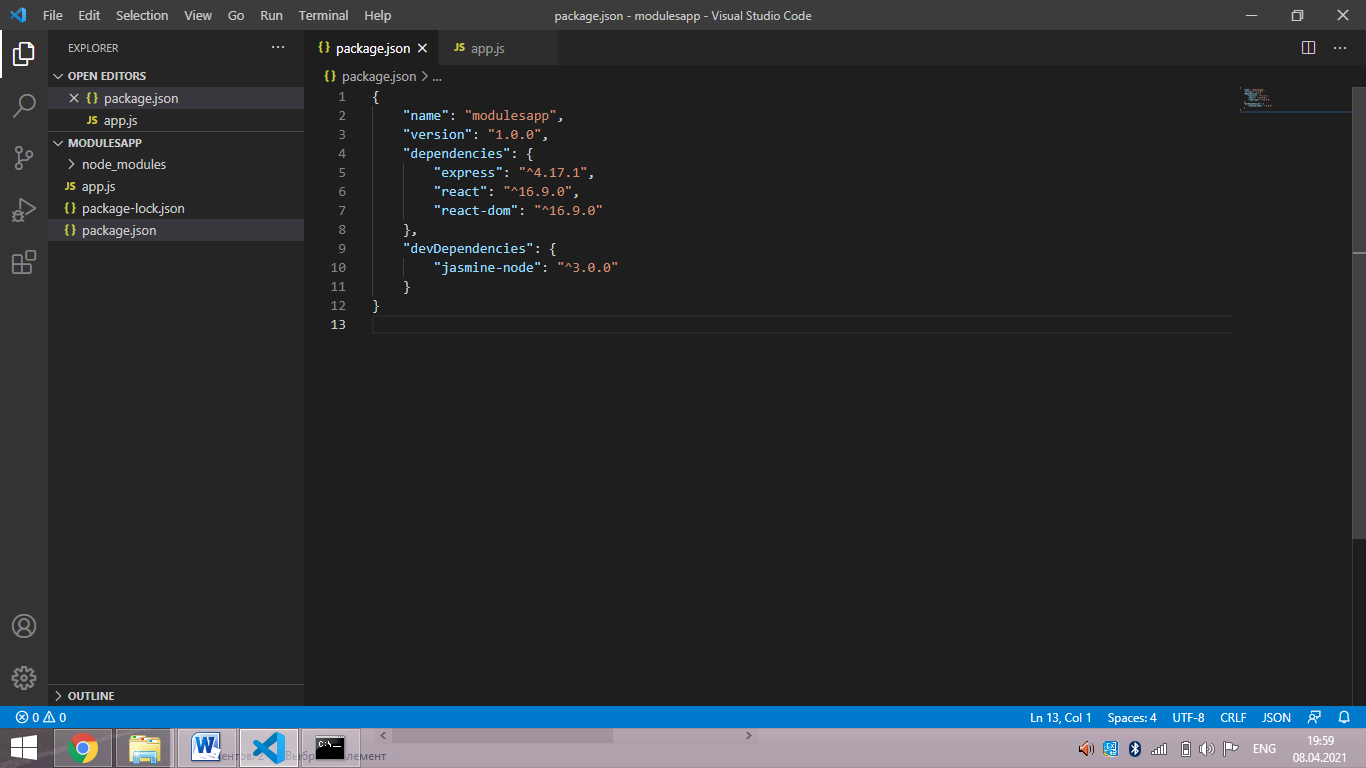 File Edit Selection View Go Run Terminal Help
package.json - modulesapp - Visual Studio Code
EXPLORER
OPEN EDITORS
{} package.json
JS app.js
MODULESAPP
node_modules
JS app.js
{} package-lock.json
{} package.json
OUTLINE
{} package.json
JS app.js
{} package.json > ...
1 {
2 "name": "modulesapp",
3 "version": "1.0.0",
4 "dependencies": {
5 "express": "^4.17.1",
6 "react": "^16.9.0",
7 "react-dom": "^16.9.0"
8 },
9 "devDependencies": {
10 "jasmine-node": "^3.0.0"
11 }
12 }
13
0 0
Ln 13, Col 1 Spaces: 4 UTF-8 CRLF JSON
C:\
ENG
19:59
08.04.2021